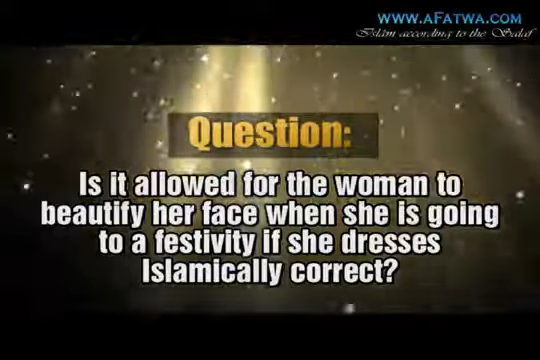 WWW.AFATWA.COM
Islām according to the Salaf
Question:
Is it allowed for the woman to
beautify her face when she is going
to a festivity if she dresses
Islamically correct?